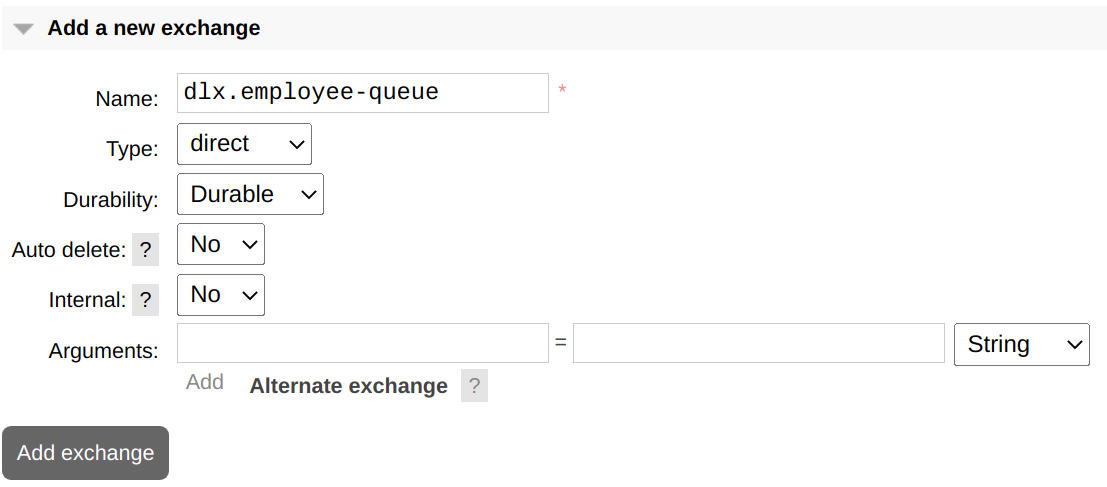 Add a new exchange
Name: dlx.employee-queue *
Type: direct
Durability: Durable
Auto delete: ? No
Internal: ? No
Arguments: = String
Add Alternate exchange ?
Add exchange